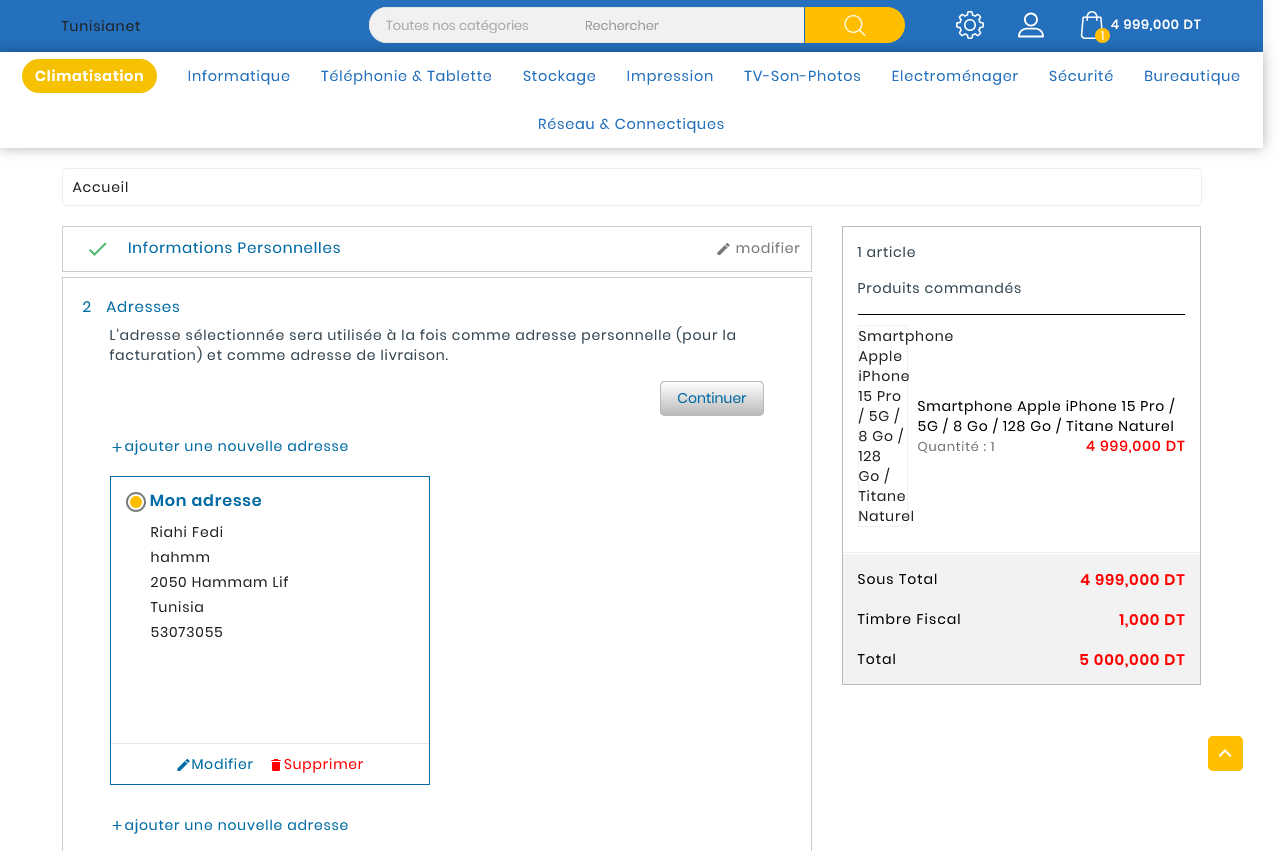 Tunisianet
Toutes nos catégories
Rechercher
1
4 999,000 DT
Climatisation
Informatique
Téléphonie & Tablette
Stockage
Impression
TV-Son-Photos
Electroménager
Sécurité
Bureautique
Réseau & Connectiques
Accueil
Informations Personnelles
modifier
2 Adresses
L'adresse sélectionnée sera utilisée à la fois comme adresse personnelle (pour la
facturation) et comme adresse de livraison.
Continuer
+ajouter une nouvelle adresse
Mon adresse
Riahi Fedi
hahmm
2050 Hammam Lif
Tunisia
53073055
Modifier
Supprimer
+ajouter une nouvelle adresse
1 article
Produits commandés
Smartphone
Apple
iPhone
15 Pro
/ 5G /
8 Go /
128
Go /
Titane
Naturel
Smartphone Apple iPhone 15 Pro /
5G / 8 Go / 128 Go / Titane Naturel
Quantité : 1
4 999,000 DT
Sous Total
4 999,000 DT
Timbre Fiscal
1,000 DT
Total
5 000,000 DT